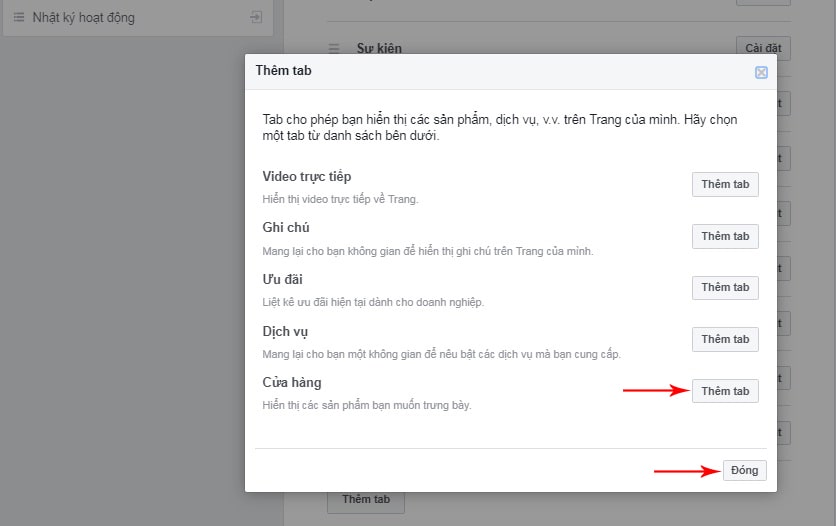 Nhật ký hoạt động
Sự kiện
Cài đặt
Thêm tab
Tab cho phép bạn hiển thị các sản phẩm, dịch vụ, v.v. trên Trang của mình. Hãy chọn
một tab từ danh sách bên dưới.
Video trực tiếp
Thêm tab
Hiển thị video trực tiếp về Trang.
Ghi chú
Thêm tab
Mang lại cho bạn không gian để hiển thị ghi chú trên Trang của mình.
Ưu đãi
Thêm tab
Liệt kê ưu đãi hiện tại dành cho doanh nghiệp.
Dịch vụ
Thêm tab
Mang lại cho bạn một không gian để nêu bật các dịch vụ mà bạn cung cấp.
Cửa hàng
Thêm tab
Hiển thị các sản phẩm bạn muốn trưng bày.
Đóng
Thêm tab